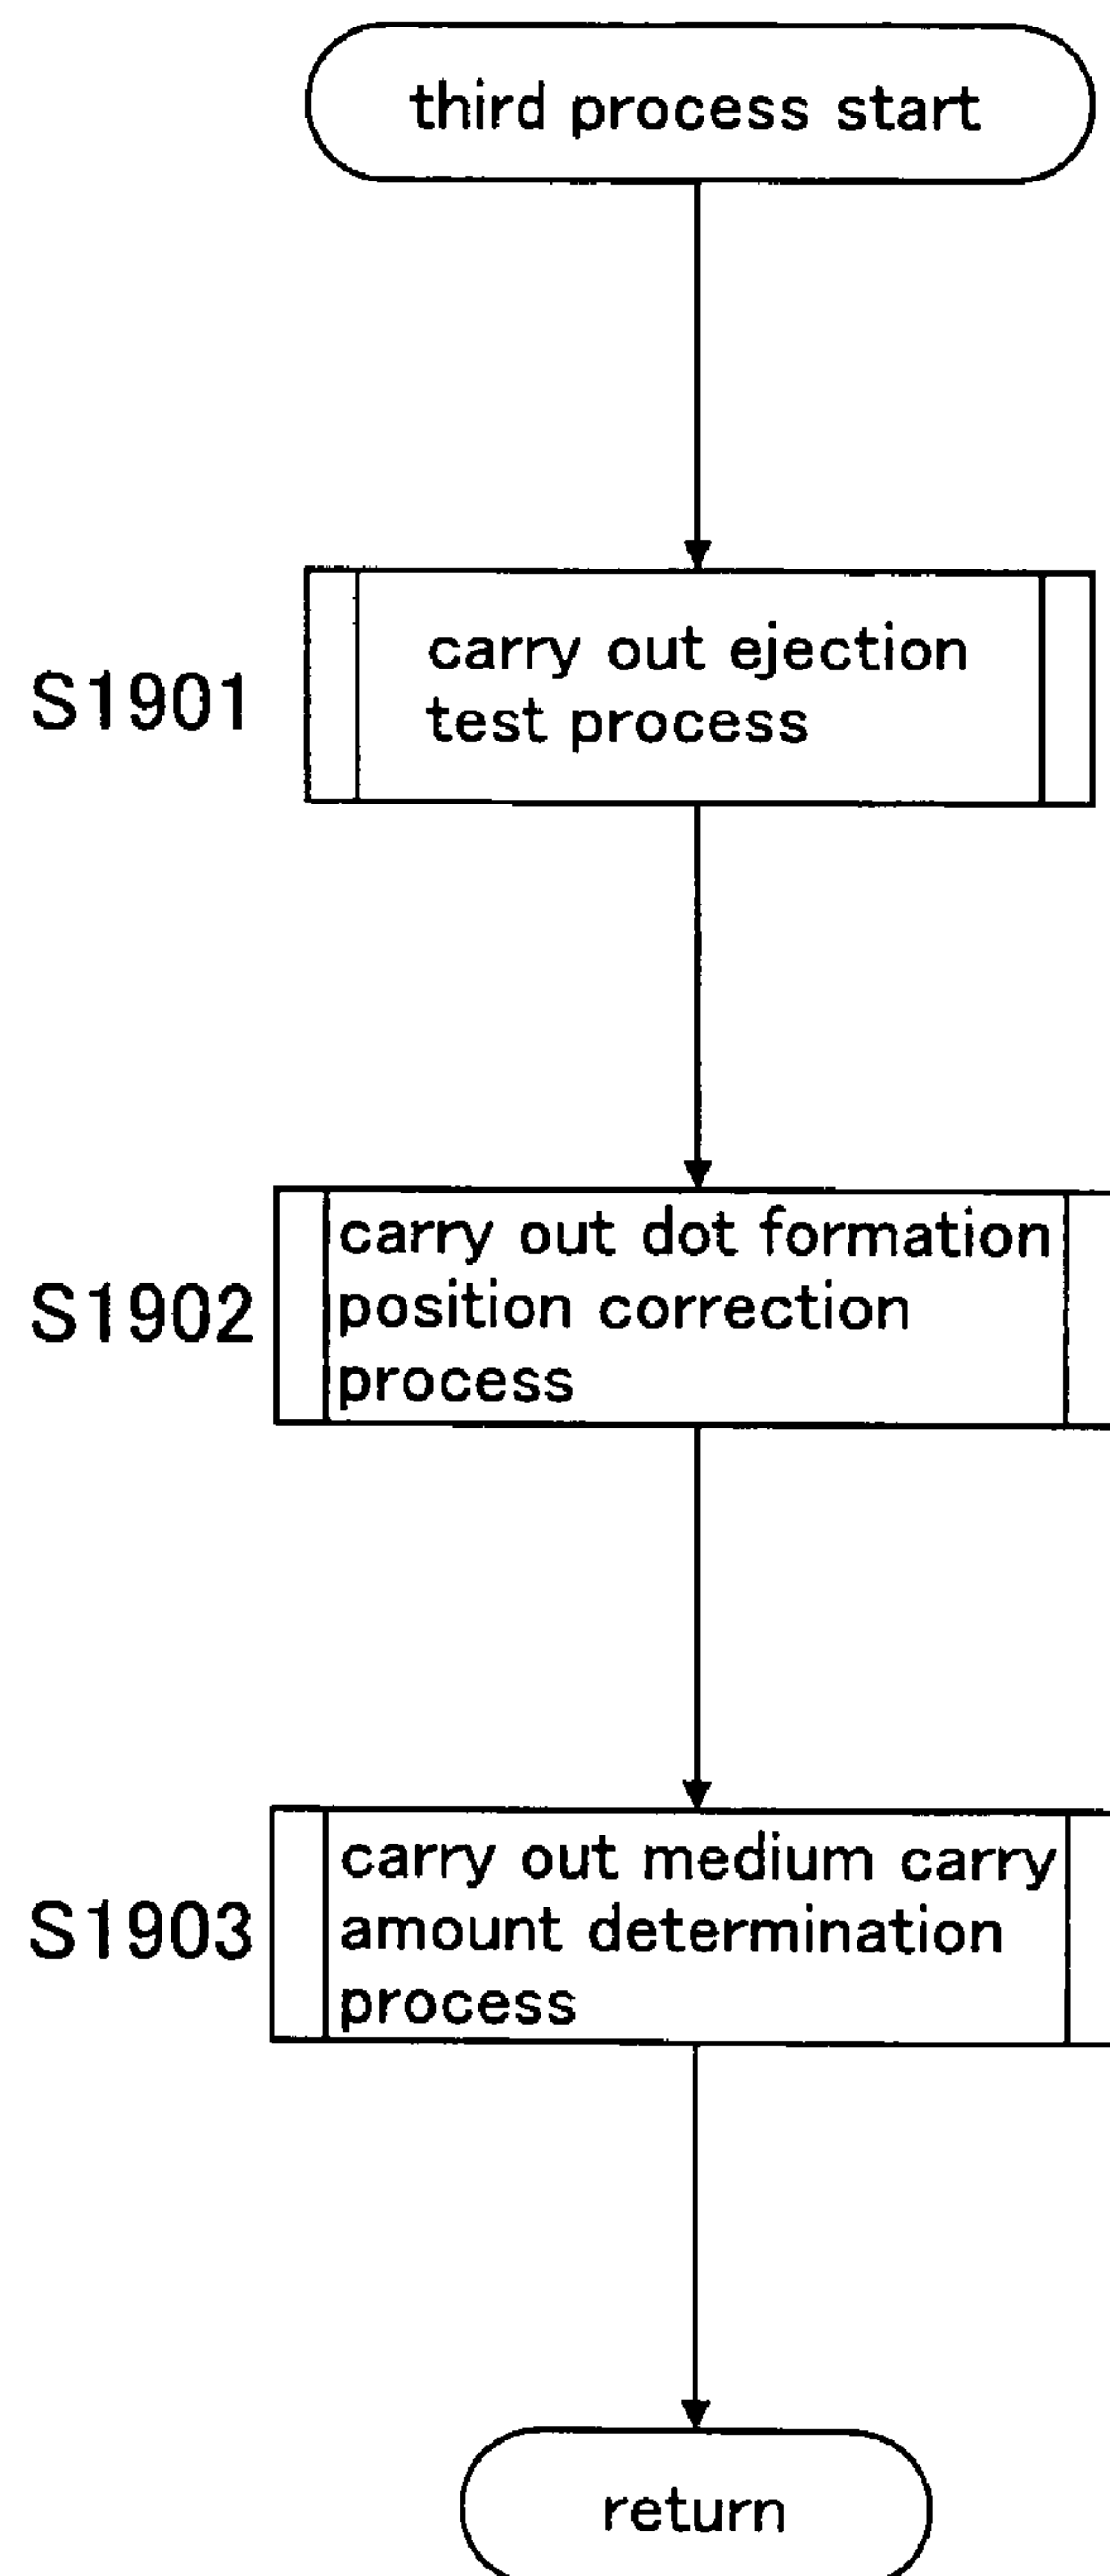 third process start
S1901
carry out ejection
test process
S1902
carry out dot formation
position correction
process
S1903
carry out medium carry
amount determination
process
return